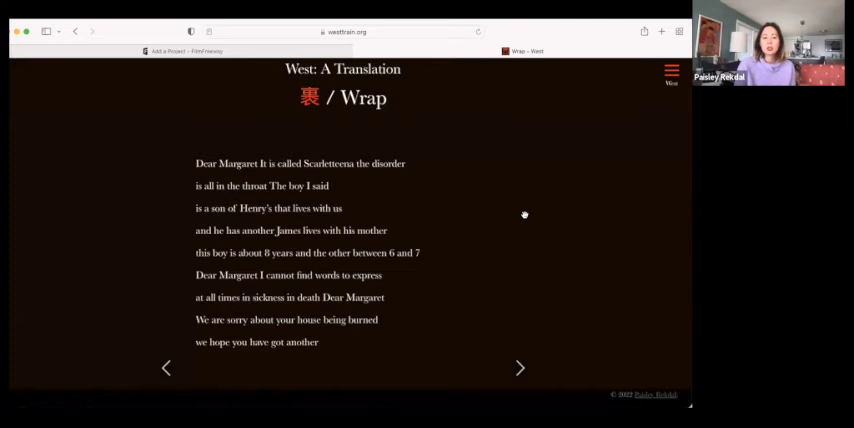 westtrain.org
Add a Project – FilmFreeway
Wrap – West
West: A Translation
裹 / Wrap
West
Dear Margaret It is called Scarletteena the disorder
is all in the throat The boy I said
is a son of Henry's that lives with us
and he has another James lives with his mother
this boy is about 8 years and the other between 6 and 7
Dear Margaret I cannot find words to express
at all times in sickness in death Dear Margaret
We are sorry about your house being burned
we hope you have got another
© 2022 Paisley Rekdal.
Paisley Rekdal